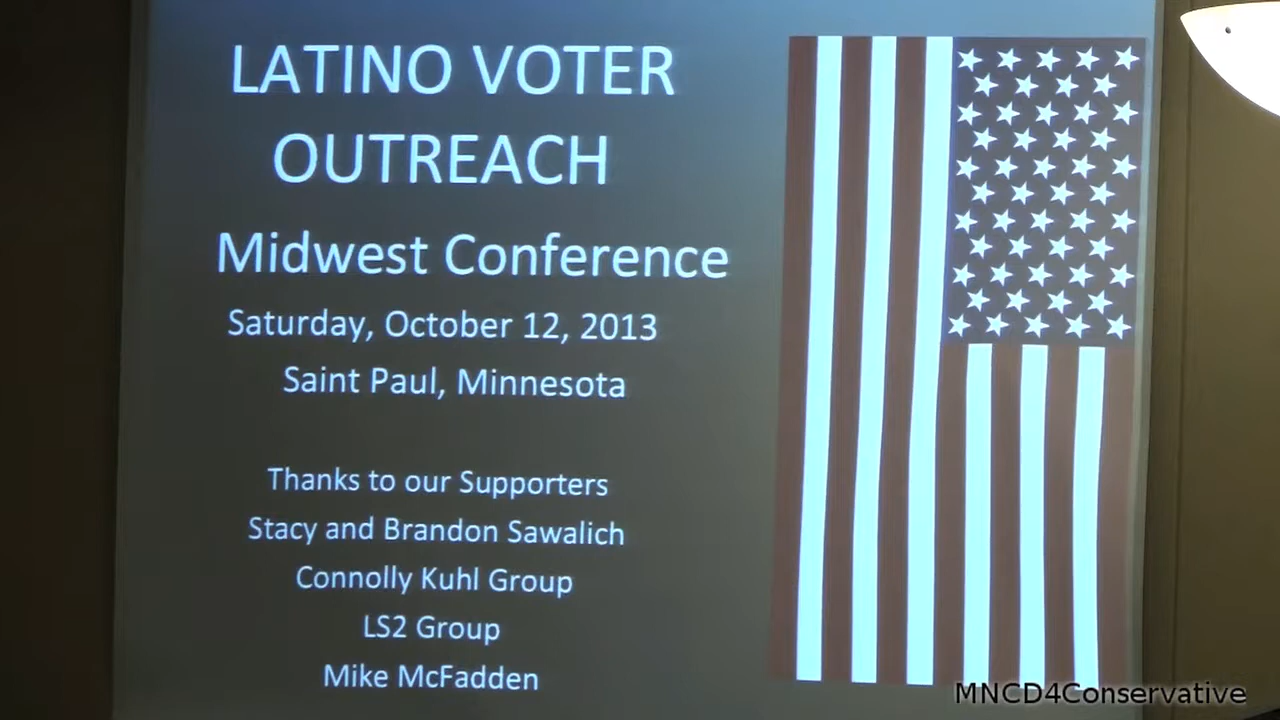 LATINO VOTER
OUTREACH
Midwest Conference
Saturday, October 12, 2013
Saint Paul, Minnesota
Thanks to our Supporters
Stacy and Brandon Sawalich
Connolly Kuhl Group
LS2 Group
Mike McFadden
MNCD4Conservative